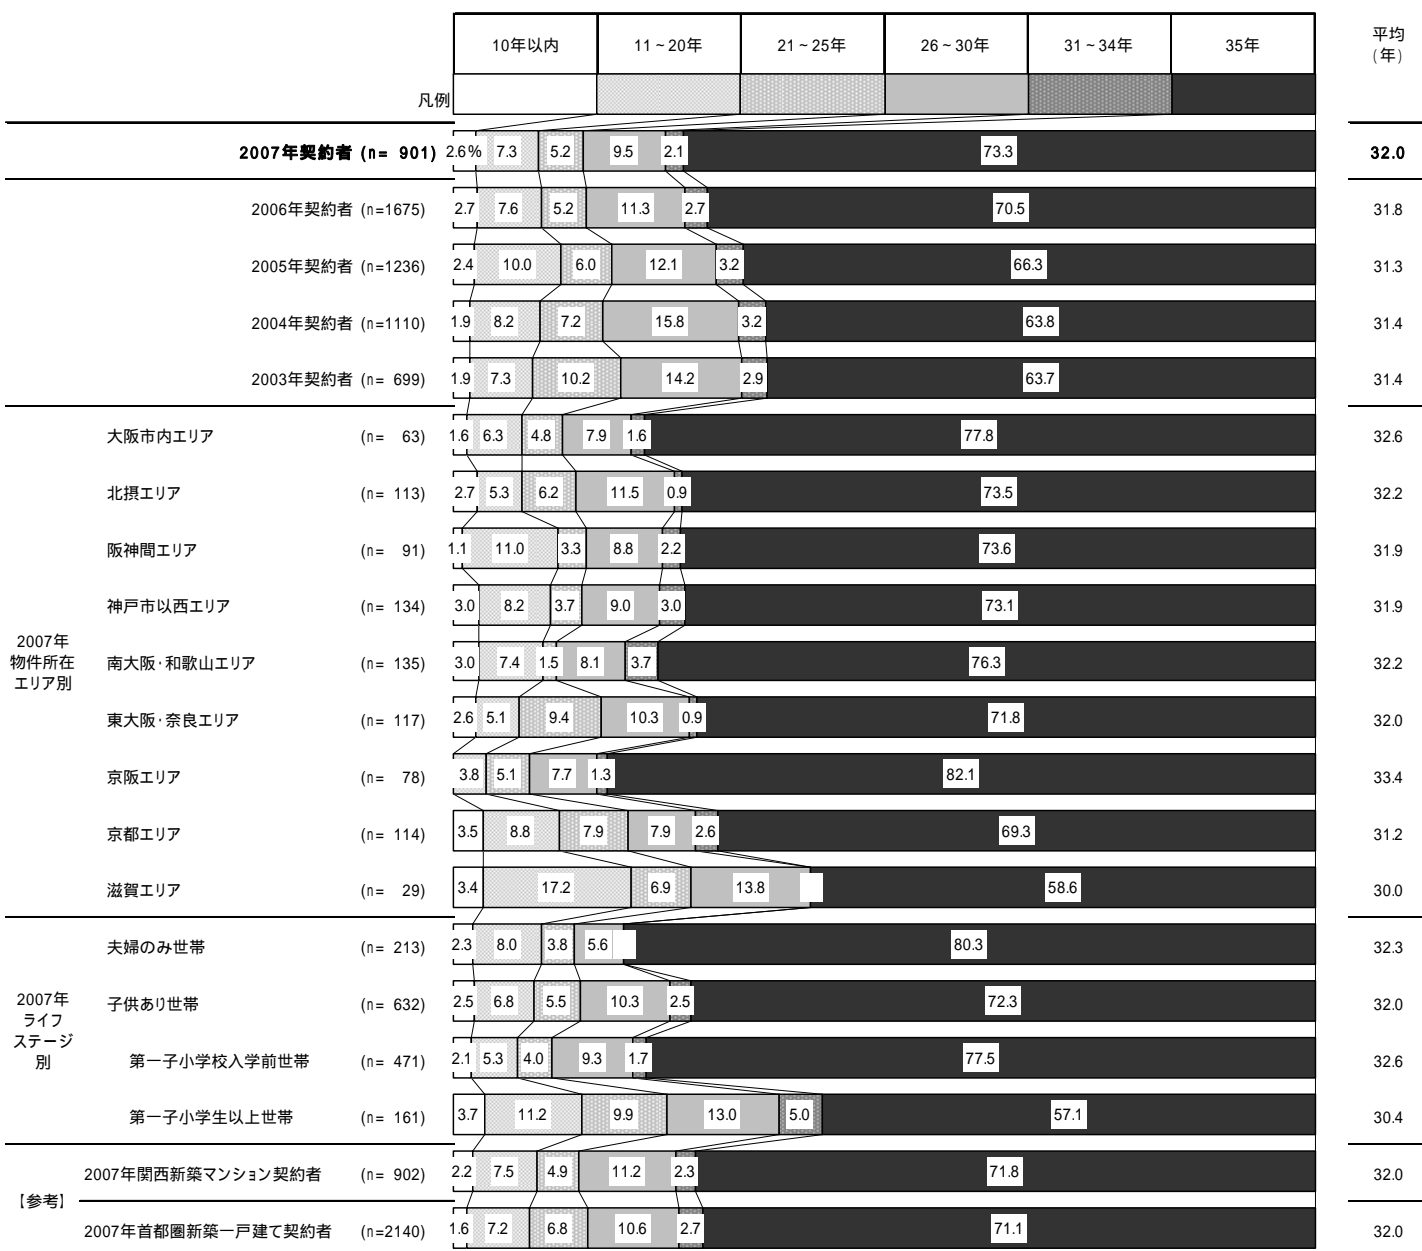 10年以内 11～20年 21～25年 26～30年 31～34年 35年 平均
(年)
凡例
2007年契約者 (n= 901) 2.6% 7.3 5.2 9.5 2.1 73.3 32.0
2006年契約者 (n=1675) 2.7 7.6 5.2 11.3 2.7 70.5 31.8
2005年契約者 (n=1236) 2.4 10.0 6.0 12.1 3.2 66.3 31.3
2004年契約者 (n=1110) 1.9 8.2 7.2 15.8 3.2 63.8 31.4
2003年契約者 (n= 699) 1.9 7.3 10.2 14.2 2.9 63.7 31.4
2007年
物件所在
エリア別
大阪市内エリア (n= 63) 1.6 6.3 4.8 7.9 1.6 77.8 32.6
北摂エリア (n= 113) 2.7 5.3 6.2 11.5 0.9 73.5 32.2
阪神間エリア (n= 91) 1.1 11.0 3.3 8.8 2.2 73.6 31.9
神戸市以西エリア (n= 134) 3.0 8.2 3.7 9.0 3.0 73.1 31.9
南大阪・和歌山エリア (n= 135) 3.0 7.4 1.5 8.1 3.7 76.3 32.2
東大阪・奈良エリア (n= 117) 2.6 5.1 9.4 10.3 0.9 71.8 32.0
京阪エリア (n= 78) 3.8 5.1 7.7 1.3 82.1 33.4
京都エリア (n= 114) 3.5 8.8 7.9 7.9 2.6 69.3 31.2
滋賀エリア (n= 29) 3.4 17.2 6.9 13.8 58.6 30.0
2007年
ライフ
ステージ
別
夫婦のみ世帯 (n= 213) 2.3 8.0 3.8 5.6 80.3 32.3
子供あり世帯 (n= 632) 2.5 6.8 5.5 10.3 2.5 72.3 32.0
第一子小学校入学前世帯 (n= 471) 2.1 5.3 4.0 9.3 1.7 77.5 32.6
第一子小学生以上世帯 (n= 161) 3.7 11.2 9.9 13.0 5.0 57.1 30.4
【参考】
2007年関西新築マンション契約者 (n= 902) 2.2 7.5 4.9 11.2 2.3 71.8 32.0
2007年首都圏新築一戸建て契約者 (n=2140) 1.6 7.2 6.8 10.6 2.7 71.1 32.0